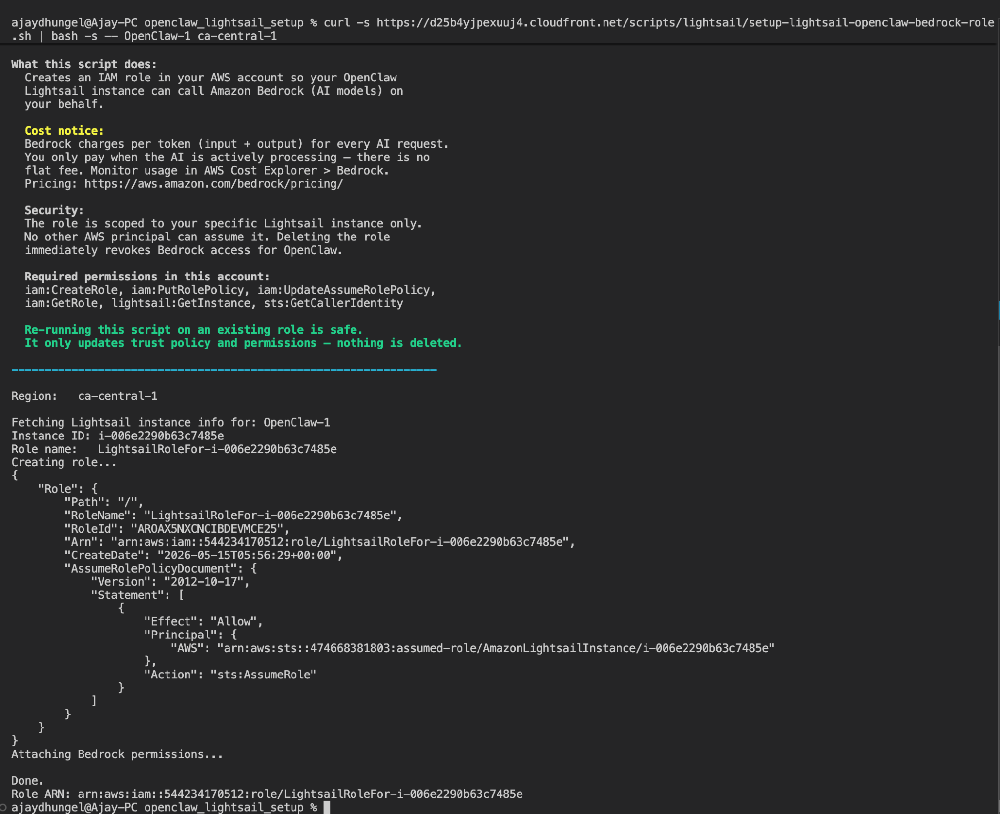 ajaydhungel@Ajay-PC openclaw_lightsail_setup % curl -s https://d25b4yjpexuuj4.cloudfront.net/scripts/lightsail/setup-lightsail-openclaw-bedrock-role
.sh | bash -s -- OpenClaw-1 ca-central-1
What this script does:
  Creates an IAM role in your AWS account so your OpenClaw
  Lightsail instance can call Amazon Bedrock (AI models) on
  your behalf.

  Cost notice:
  Bedrock charges per token (input + output) for every AI request.
  You only pay when the AI is actively processing — there is no
  flat fee. Monitor usage in AWS Cost Explorer > Bedrock.
  Pricing: https://aws.amazon.com/bedrock/pricing/

  Security:
  The role is scoped to your specific Lightsail instance only.
  No other AWS principal can assume it. Deleting the role
  immediately revokes Bedrock access for OpenClaw.

  Required permissions in this account:
  iam:CreateRole, iam:PutRolePolicy, iam:UpdateAssumeRolePolicy,
  iam:GetRole, lightsail:GetInstance, sts:GetCallerIdentity

  Re-running this script on an existing role is safe.
  It only updates trust policy and permissions — nothing is deleted.

Region:   ca-central-1

Fetching Lightsail instance info for: OpenClaw-1
Instance ID: i-006e2290b63c7485e
Role name:   LightsailRoleFor-i-006e2290b63c7485e
Creating role...
{
    "Role": {
        "Path": "/",
        "RoleName": "LightsailRoleFor-i-006e2290b63c7485e",
        "RoleId": "AROAX5NXCNCIBDEVMCE25",
        "Arn": "arn:aws:iam::544234170512:role/LightsailRoleFor-i-006e2290b63c7485e",
        "CreateDate": "2026-05-15T05:56:29+00:00",
        "AssumeRolePolicyDocument": {
            "Version": "2012-10-17",
            "Statement": [
                {
                    "Effect": "Allow",
                    "Principal": {
                        "AWS": "arn:aws:sts::474668381803:assumed-role/AmazonLightsailInstance/i-006e2290b63c7485e"
                    },
                    "Action": "sts:AssumeRole"
                }
            ]
        }
    }
}
Attaching Bedrock permissions...

Done.
Role ARN: arn:aws:iam::544234170512:role/LightsailRoleFor-i-006e2290b63c7485e
ajaydhungel@Ajay-PC openclaw_lightsail_setup %